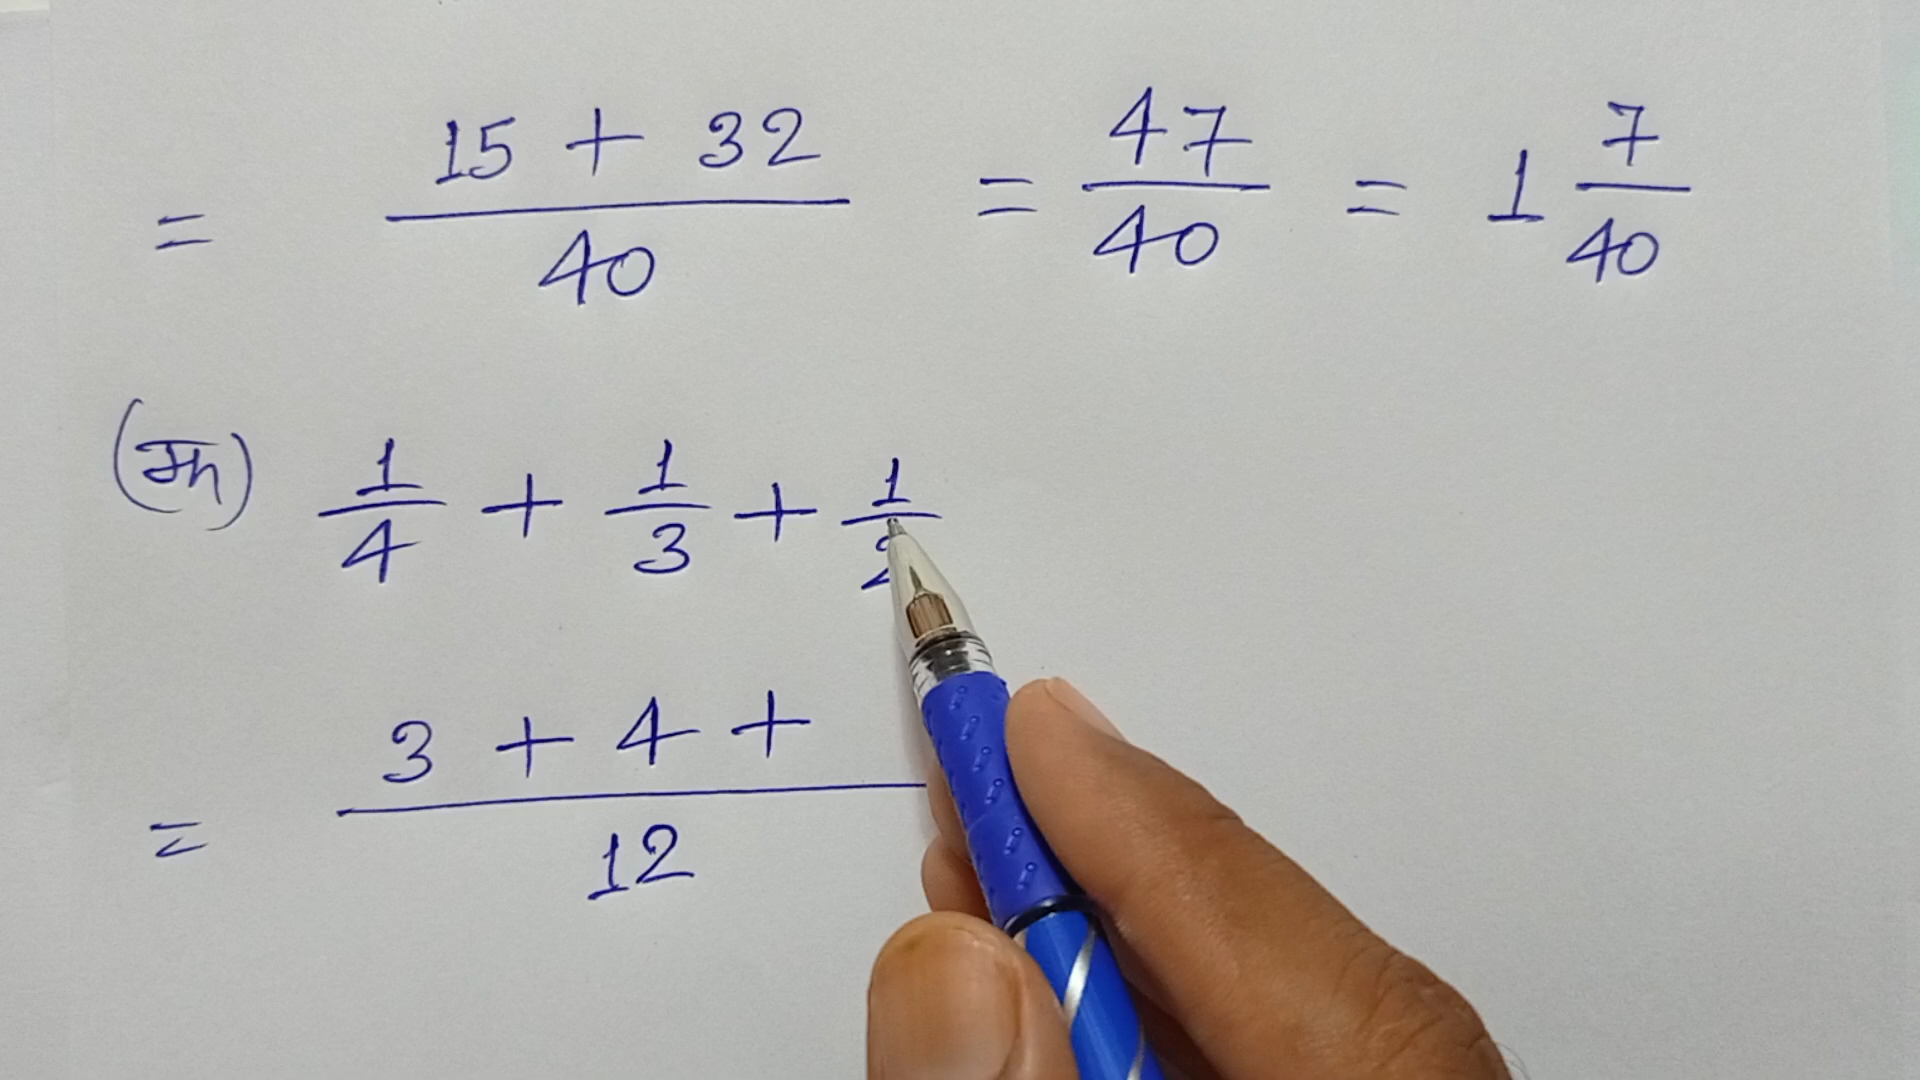 = 15 + 32 / 40 = 47/40 = 1 7/40
(झ) 1/4 + 1/3 + 1/2
= 3 + 4 + / 12